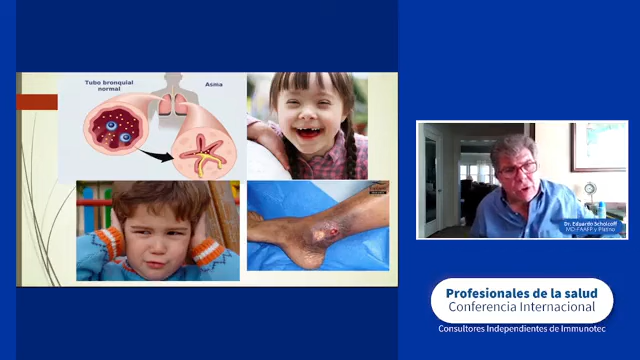 Tubo bronquial
normal
Asma
Dr. Eduardo Scholcoff
MD-FAAFP y Platino
Profesionales de la salud
Conferencia Internacional
Consultores Independientes de Immunotec